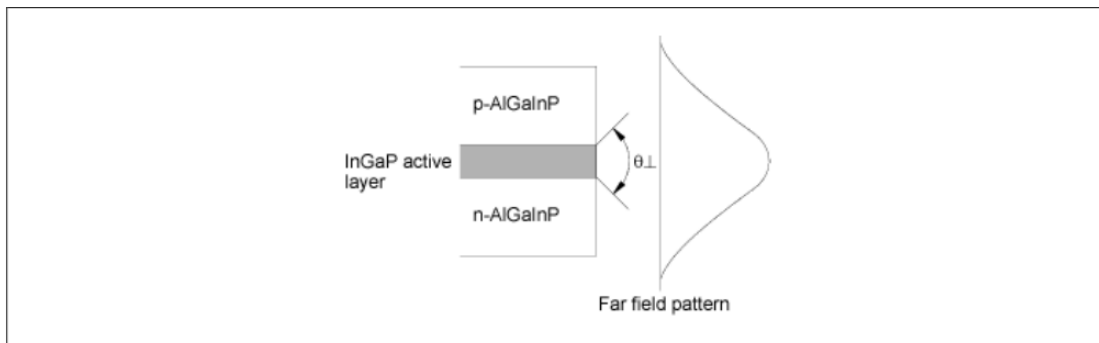 p-AlGaInP
InGaP active
layer
θ⊥
n-AlGaInP
Far field pattern